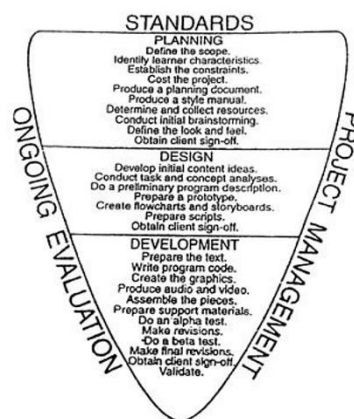 STANDARDS
PLANNING
Define the scope.
Identify learner characteristics.
Establish the constraints.
Cost the project.
Produce a planning document.
Produce a style manual.
Determine and collect resources.
Conduct initial brainstorming.
Define the look and feel.
Obtain client sign-off.
DESIGN
Develop initial content ideas.
Conduct task and concept analyses.
Do a preliminary program description.
Prepare a prototype.
Create flowcharts and storyboards.
Prepare scripts.
Obtain client sign-off.
DEVELOPMENT
Prepare the text.
Write program code.
Create the graphics.
Produce audio and video.
Assemble the pieces.
Prepare support materials.
Do an alpha test.
Make revisions.
Do a beta test.
Make final revisions.
Obtain client sign-off.
Validate.
ONGOING EVALUATION
PROJECT MANAGEMENT